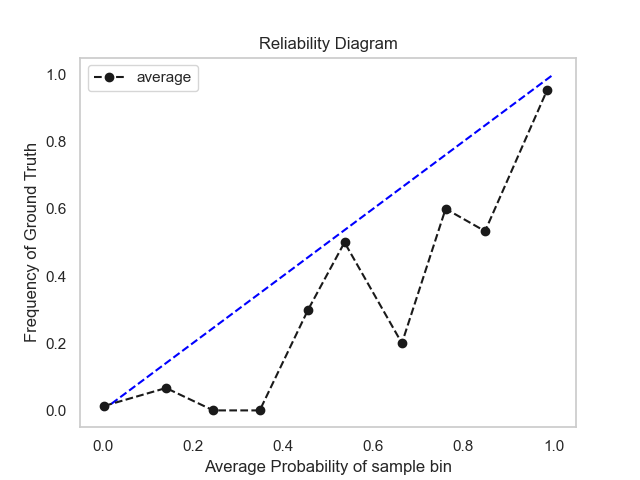 Reliability Diagram
average
1.0
0.8
0.6
0.4
0.2
0.0
Frequency of Ground Truth
0.0 0.2 0.4 0.6 0.8 1.0
Average Probability of sample bin